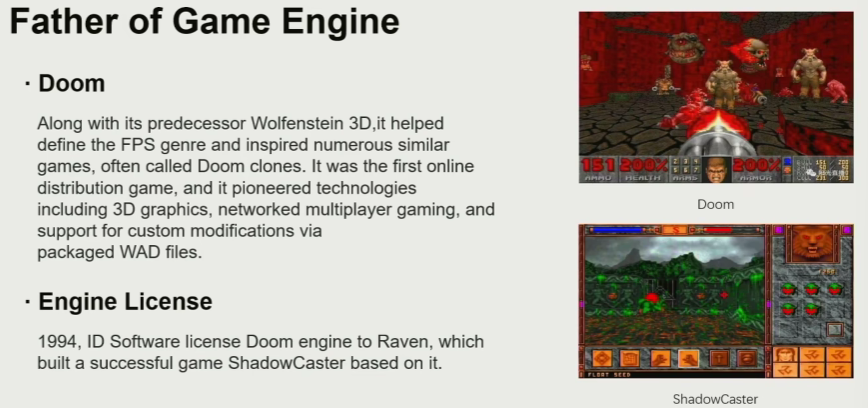 Father of Game Engine
· Doom
Along with its predecessor Wolfenstein 3D,it helped
define the FPS genre and inspired numerous similar
games, often called Doom clones. It was the first online
distribution game, and it pioneered technologies
including 3D graphics, networked multiplayer gaming, and
support for custom modifications via
packaged WAD files.
· Engine License
1994, ID Software license Doom engine to Raven, which
built a successful game ShadowCaster based on it.
151 200% 200%
AMMO HEALTH ARMS ARMOR
Doom
FLOAT SEED
ShadowCaster